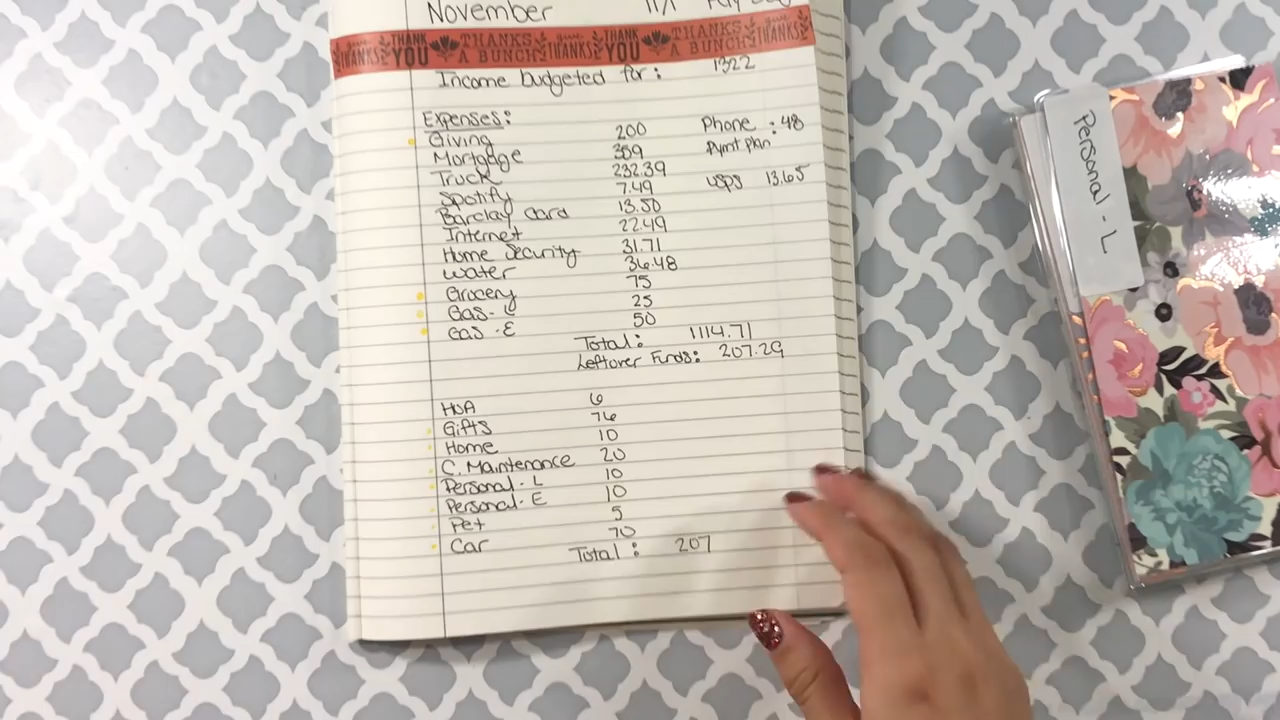 November 11/1 Pay Day
give THANKS THANK YOU THANKS A BUNCH give THANKS THANK YOU THANKS A BUNCH give THANKS
Income budgeted for: 1322
Expenses:
Giving 200 Phone : 48
Mortgage 359 Pymt plan
Truck 232.39
Spotify 7.49 USPS 13.65
Barclay card 13.50
Internet 22.49
Home Security 31.71
Water 36.48
Grocery 75
Gas - L 25
Gas - E 50
Total: 1114.71
Leftover Funds: 207.29
HOA 6
Gifts 76
Home 10
C. Maintenance 20
Personal - L 10
Personal - E 10
Pet 5
Car 70
Total : 207
Personal - L